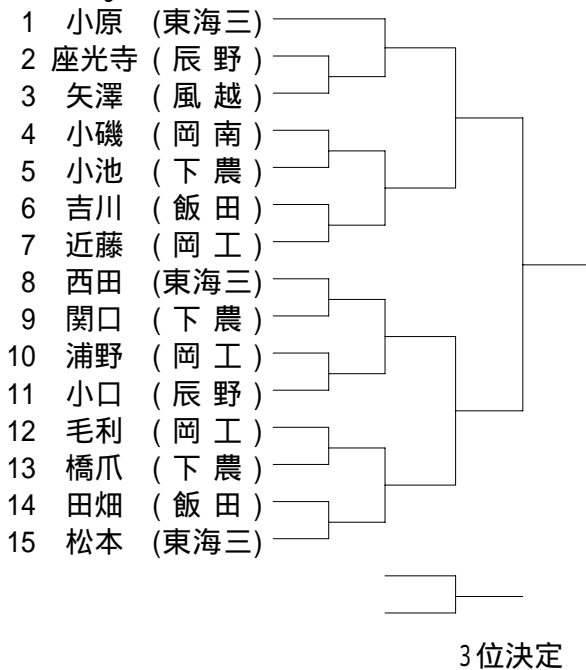 1 小原 (東海三)
2 座光寺 ( 辰 野 )
3 矢澤 ( 風 越 )
4 小磯 ( 岡 南 )
5 小池 ( 下 農 )
6 吉川 ( 飯 田 )
7 近藤 ( 岡 工 )
8 西田 (東海三)
9 関口 ( 下 農 )
10 浦野 ( 岡 工 )
11 小口 ( 辰 野 )
12 毛利 ( 岡 工 )
13 橋爪 ( 下 農 )
14 田畑 ( 飯 田 )
15 松本 (東海三)
3位決定